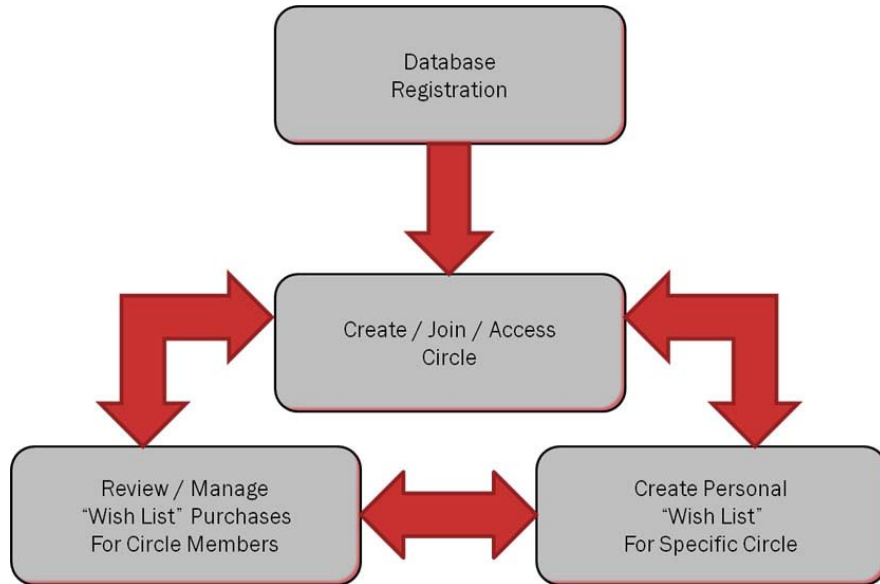 Database
Registration
Create / Join / Access
Circle
Review / Manage
“Wish List” Purchases
For Circle Members
Create Personal
“Wish List”
For Specific Circle